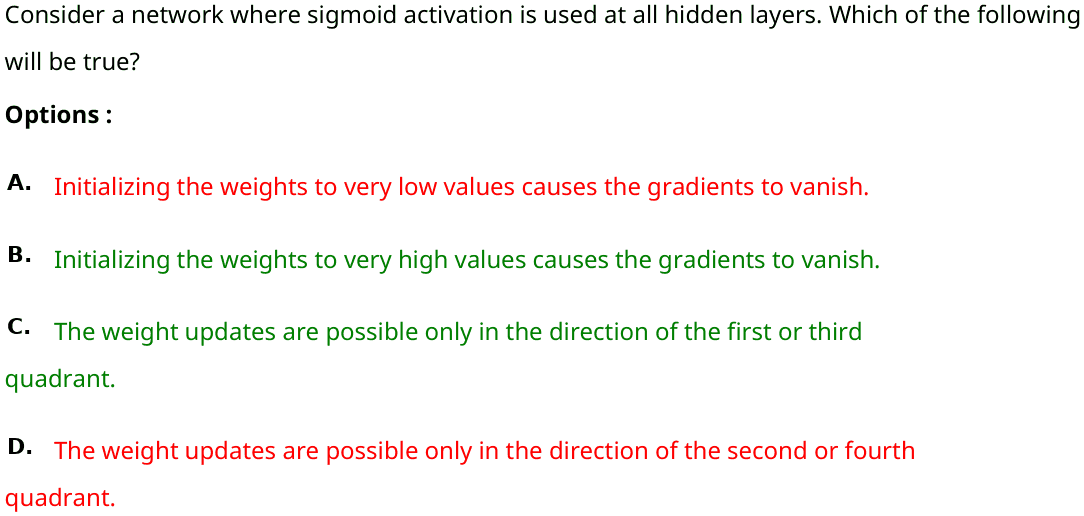 Consider a network where sigmoid activation is used at all hidden layers. Which of the following
will be true?
Options :
A. Initializing the weights to very low values causes the gradients to vanish.
B. Initializing the weights to very high values causes the gradients to vanish.
C. The weight updates are possible only in the direction of the first or third
quadrant.
D. The weight updates are possible only in the direction of the second or fourth
quadrant.